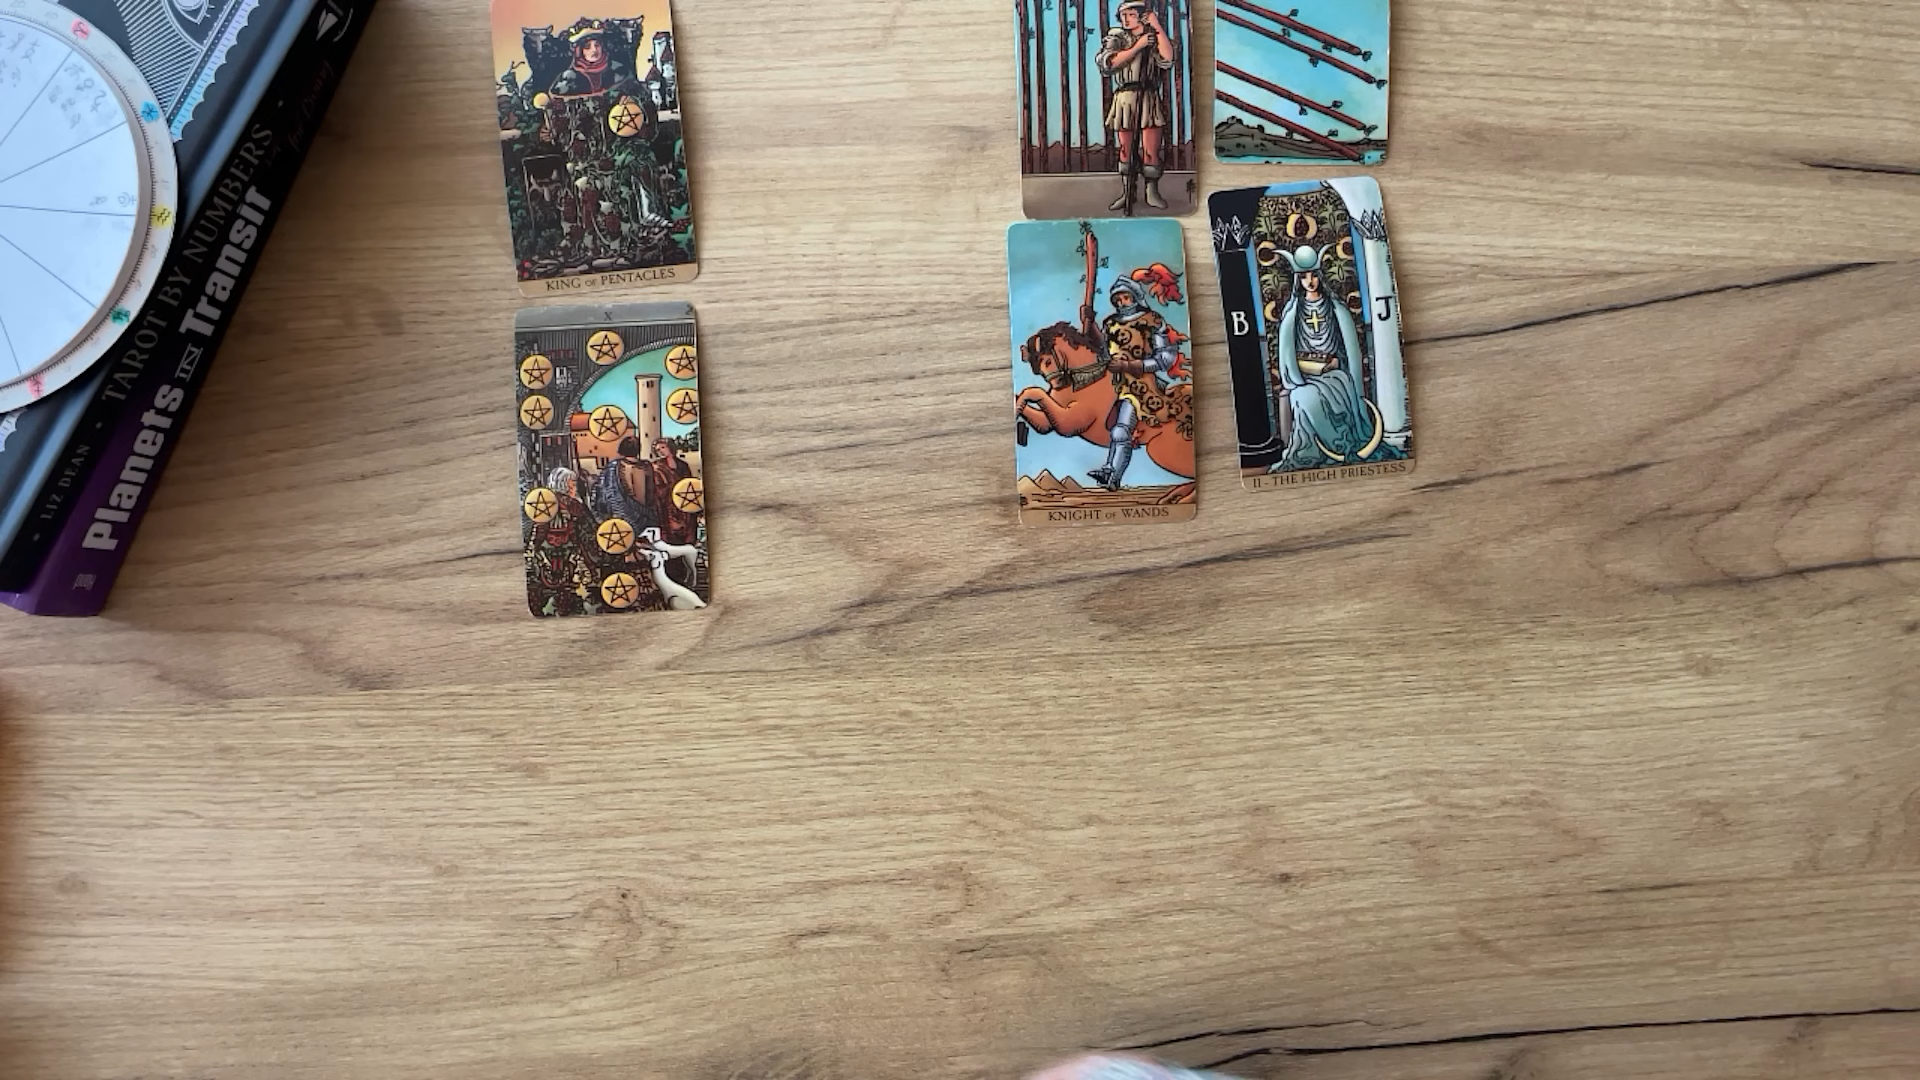 TAROT BY NUMBERS
LIZ DEAN
Planets IN Transit
KING OF PENTACLES
X
KNIGHT OF WANDS
B
J
II - THE HIGH PRIESTESS